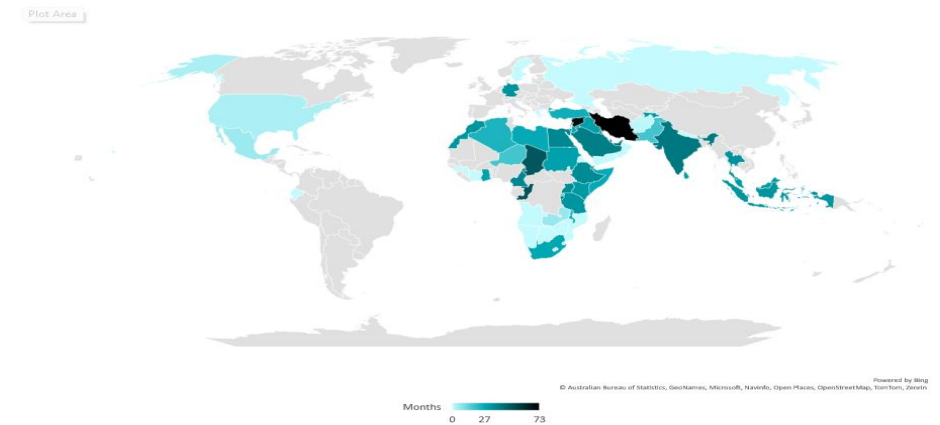 Plot Area
Powered by Bing
© Australian Bureau of Statistics, GeoNames, Microsoft, Navinfo, Open Places, OpenStreetMap, TomTom, Zenrin
Months
0 27 73